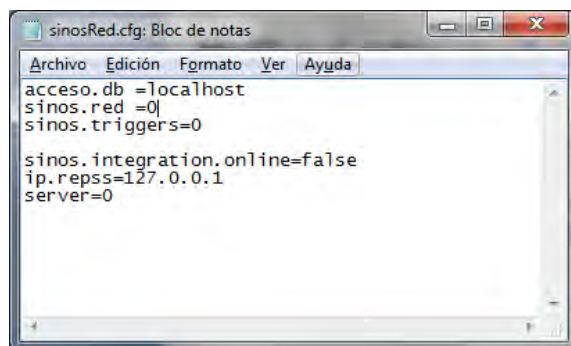 sinosRed.cfg: Bloc de notas
Archivo Edición Formato Ver Ayuda
acceso.db =localhost
sinos.red =0
sinos.triggers=0
sinos.integration.online=false
ip.repss=127.0.0.1
server=0